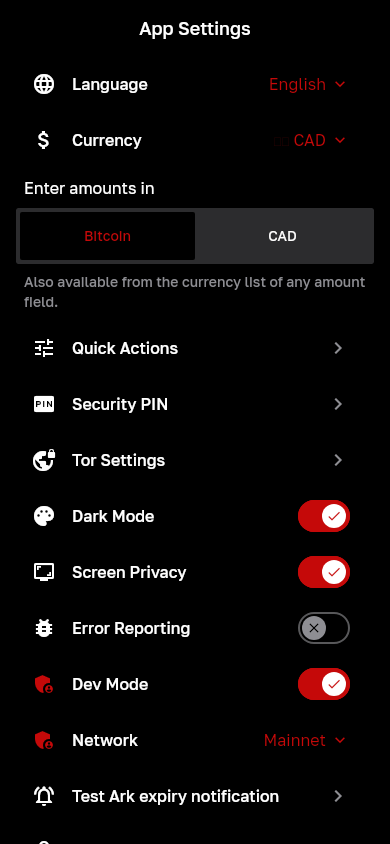 App Settings
Language English
$ Currency CAD
Enter amounts in
Bitcoin CAD
Also available from the currency list of any amount
field.
Quick Actions
PIN Security PIN
Tor Settings
Dark Mode
Screen Privacy
Error Reporting
Dev Mode
Network Mainnet
Test Ark expiry notification